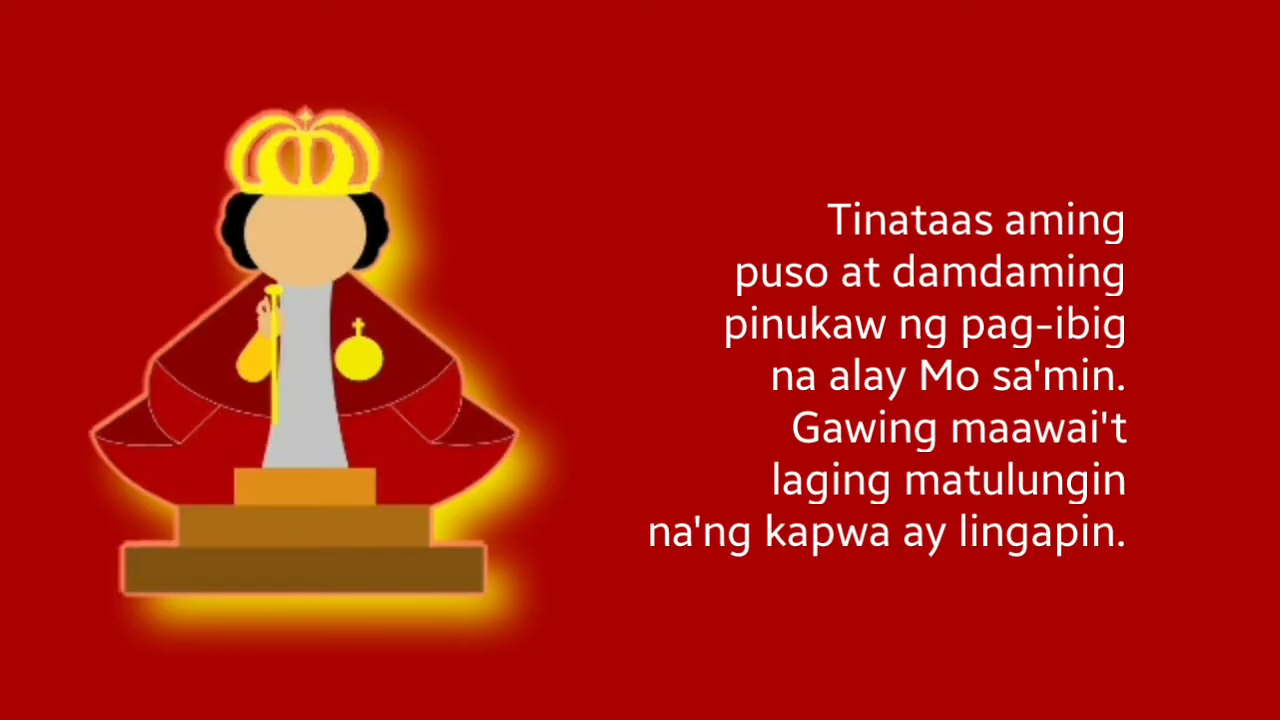 Tinataas aming
puso at damdaming
pinukaw ng pag-ibig
na alay Mo sa'min.
Gawing maawai't
laging matulungin
na'ng kapwa ay lingapin.